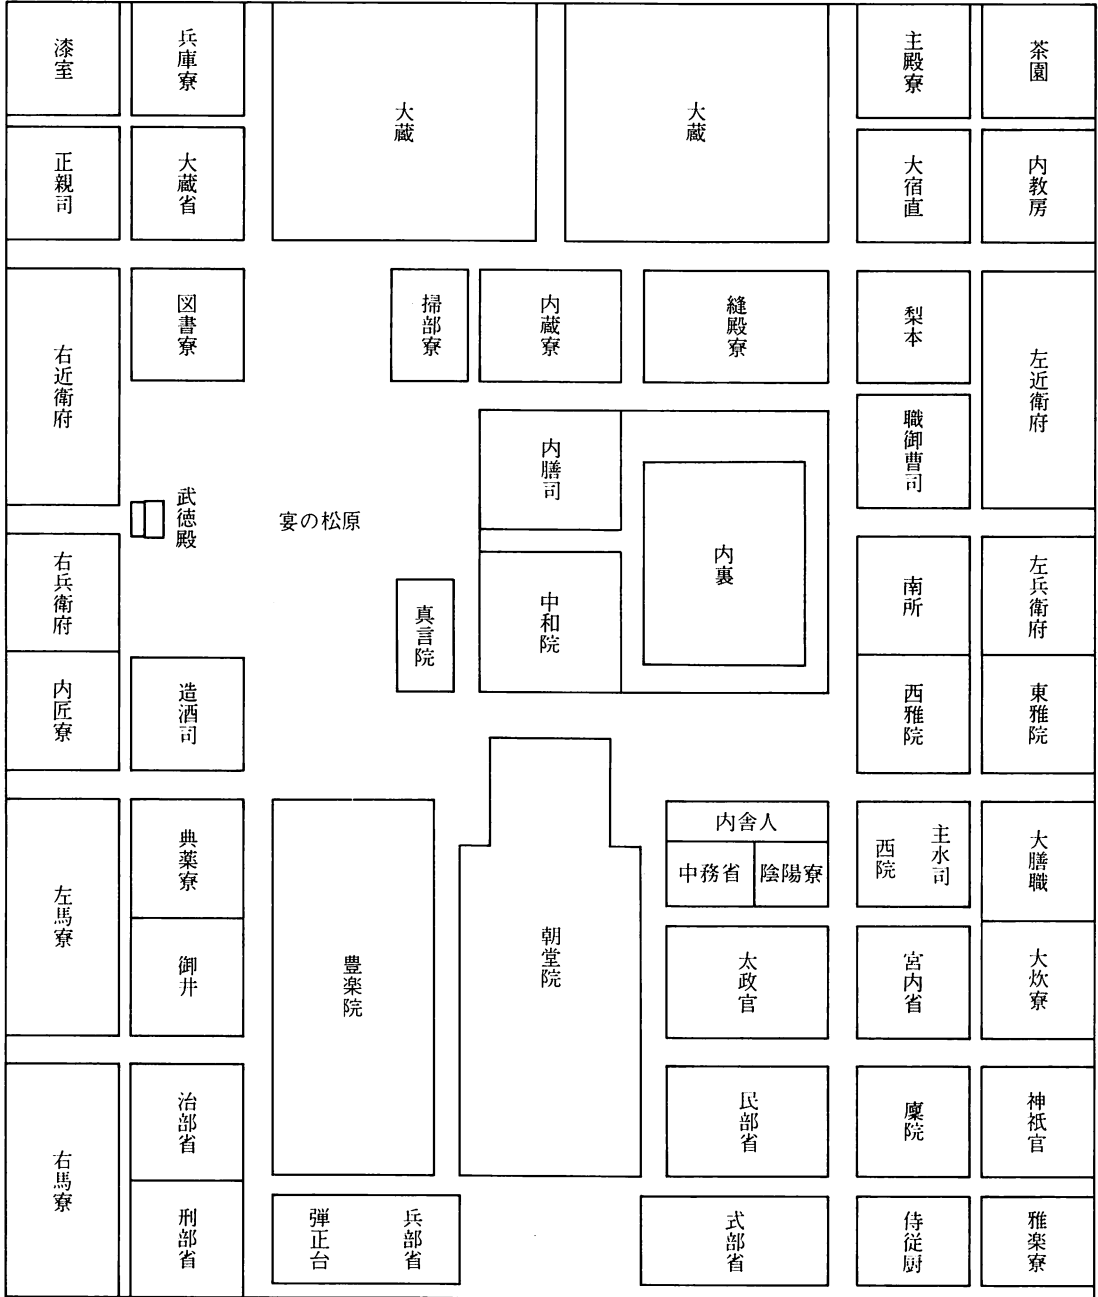 漆室
兵庫寮
大蔵
大蔵
主殿寮
茶園
正親司
大蔵省
大宿直
内教房
右近衛府
図書寮
掃部寮
内蔵寮
縫殿寮
梨本
左近衛府
内膳司
職御曹司
武徳殿
宴の松原
内裏
右兵衛府
真言院
中和院
南所
左兵衛府
内匠寮
造酒司
西雅院
東雅院
左馬寮
典薬寮
内舎人
中務省
陰陽寮
西院
主水司
大膳職
御井
豊楽院
朝堂院
太政官
宮内省
大炊寮
右馬寮
治部省
民部省
廩院
神祇官
刑部省
弾正台
兵部省
式部省
侍従厨
雅楽寮